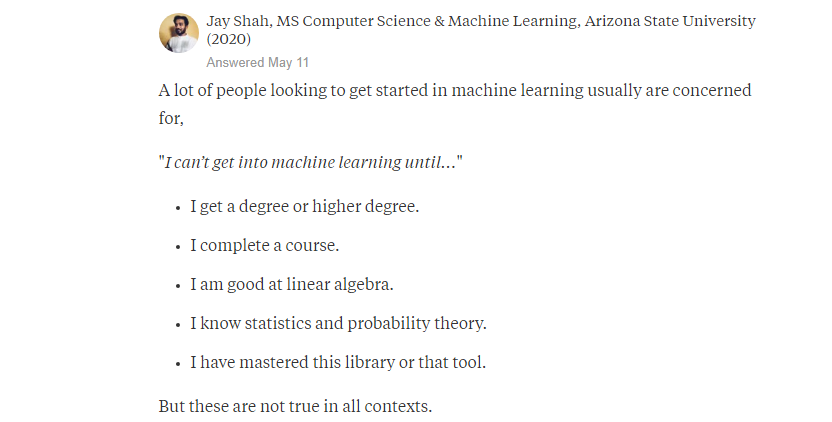 Jay Shah, MS Computer Science & Machine Learning, Arizona State University
(2020)
Answered May 11
A lot of people looking to get started in machine learning usually are concerned
for,
"I can’t get into machine learning until…"
• I get a degree or higher degree.
• I complete a course.
• I am good at linear algebra.
• I know statistics and probability theory.
• I have mastered this library or that tool.
But these are not true in all contexts.